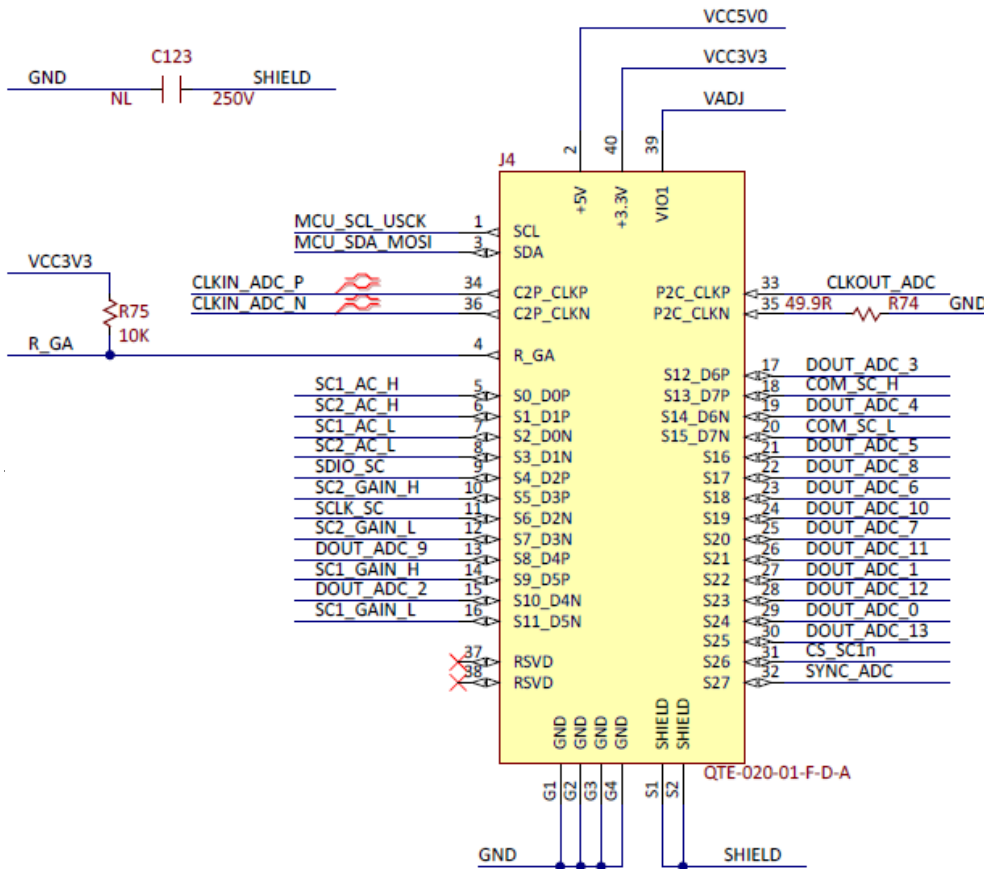 VCC5V0
C123
GND
SHIELD
NL
250V
VCC3V3
VADJ
2
40
39
J4
+5V
+3.3V
VIO1
MCU_SCL_USCK 1 SCL
MCU_SDA_MOSI 3 SDA
VCC3V3
CLKIN_ADC_P 34 C2P_CLKP
P2C_CLKP 33 CLKOUT_ADC
CLKIN_ADC_N 36 C2P_CLKN
P2C_CLKN 35 49.9R R74 GND
R75
10K
R_GA 4 R_GA
S12_D6P 17 DOUT_ADC_3
SC1_AC_H 5 S0_D0P
S13_D7P 18 COM_SC_H
SC2_AC_H 6 S1_D1P
S14_D6N 19 DOUT_ADC_4
SC1_AC_L 7 S2_D0N
S15_D7N 20 COM_SC_L
SC2_AC_L 8 S3_D1N
S16 21 DOUT_ADC_5
SDIO_SC 9 S4_D2P
S17 22 DOUT_ADC_8
SC2_GAIN_H 10 S5_D3P
S18 23 DOUT_ADC_6
SCLK_SC 11 S6_D2N
S19 24 DOUT_ADC_10
SC2_GAIN_L 12 S7_D3N
S20 25 DOUT_ADC_7
DOUT_ADC_9 13 S8_D4P
S21 26 DOUT_ADC_11
SC1_GAIN_H 14 S9_D5P
S22 27 DOUT_ADC_1
DOUT_ADC_2 15 S10_D4N
S23 28 DOUT_ADC_12
SC1_GAIN_L 16 S11_D5N
S24 29 DOUT_ADC_0
S25 30 DOUT_ADC_13
37 RSVD
S26 31 CS_SC1n
38 RSVD
S27 32 SYNC_ADC
GND
GND
GND
GND
SHIELD
SHIELD
QTE-020-01-F-D-A
G1
G2
G3
G4
S1
S2
GND
SHIELD